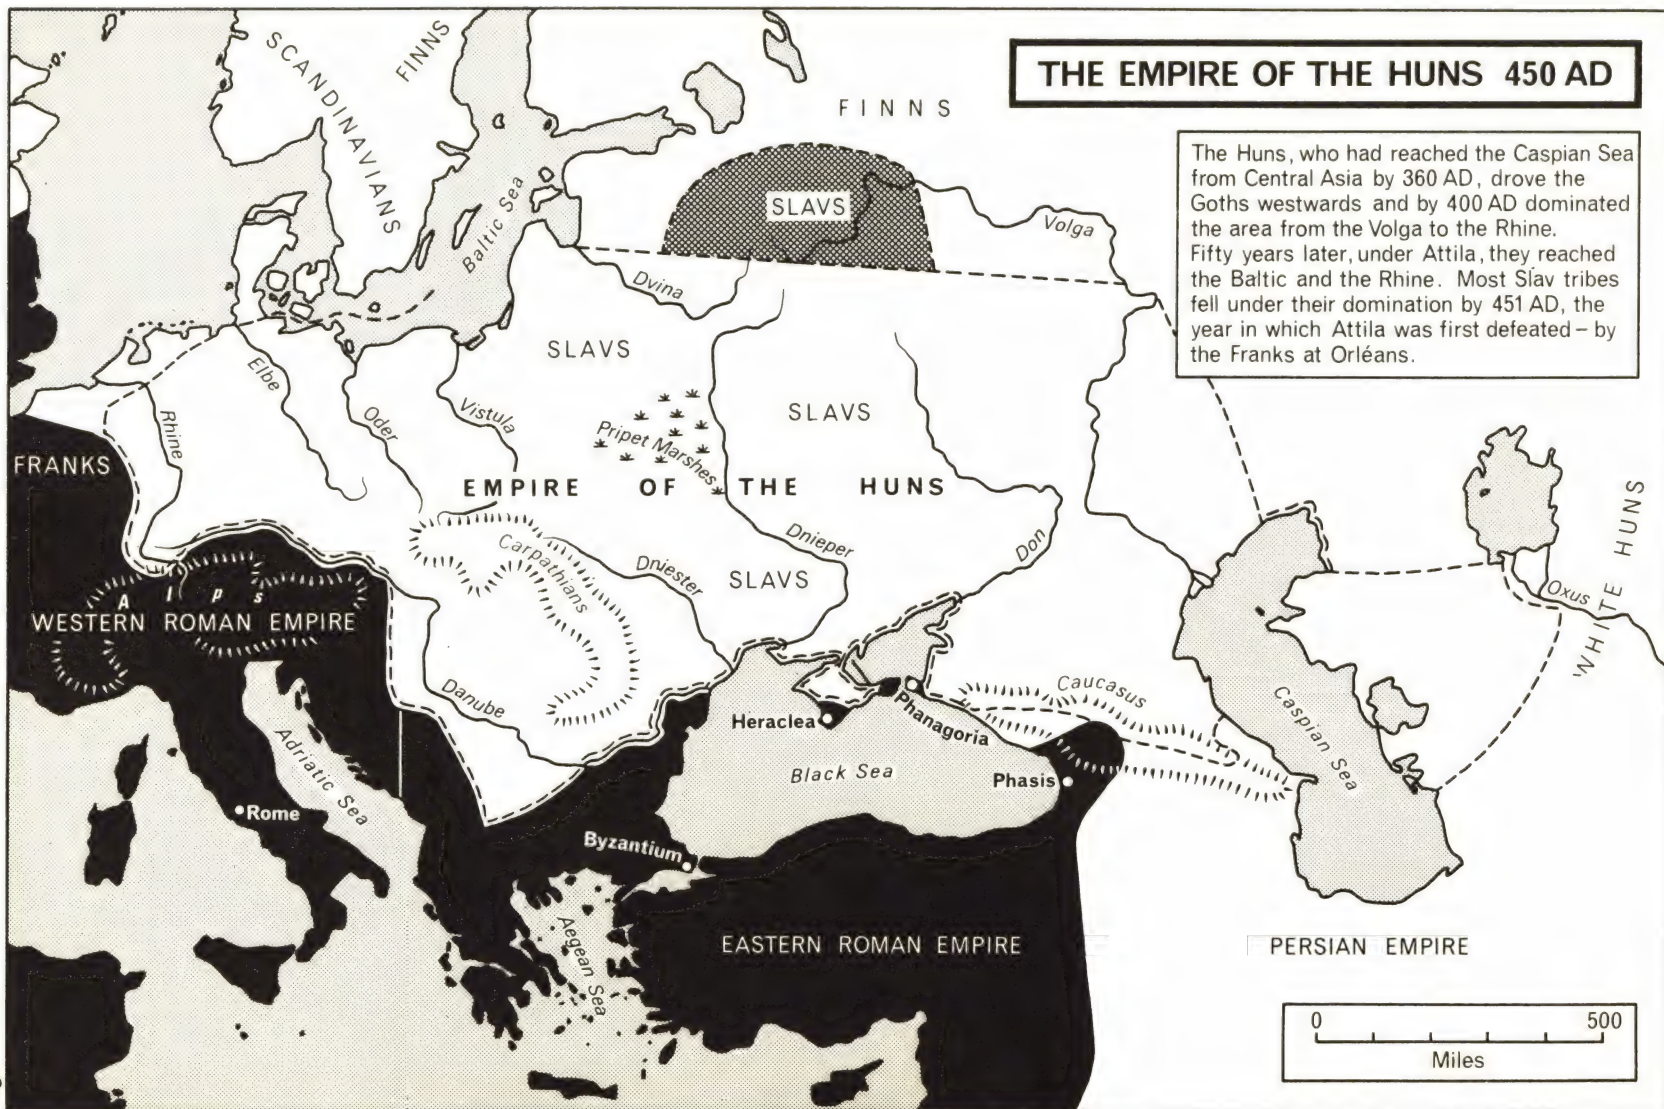 THE EMPIRE OF THE HUNS 450 AD
The Huns, who had reached the Caspian Sea
from Central Asia by 360 AD, drove the
Goths westwards and by 400 AD dominated
the area from the Volga to the Rhine.
Fifty years later, under Attila, they reached
the Baltic and the Rhine. Most Slav tribes
fell under their domination by 451 AD, the
year in which Attila was first defeated – by
the Franks at Orléans.
SCANDINAVIANS
FINNS
FINNS
Baltic Sea
SLAVS
Volga
Dvina
SLAVS
Elbe
Rhine
Oder
Vistula
SLAVS
Pripet Marshes
FRANKS
EMPIRE OF THE HUNS
Carpathians
Dnieper
Don
Dniester
SLAVS
WHITE HUNS
Oxus
Alps
WESTERN ROMAN EMPIRE
Danube
Caucasus
Heraclea
Phanagoria
Caspian Sea
Adriatic Sea
Black Sea
Phasis
Rome
Byzantium
Aegean Sea
EASTERN ROMAN EMPIRE
PERSIAN EMPIRE
0 500
Miles